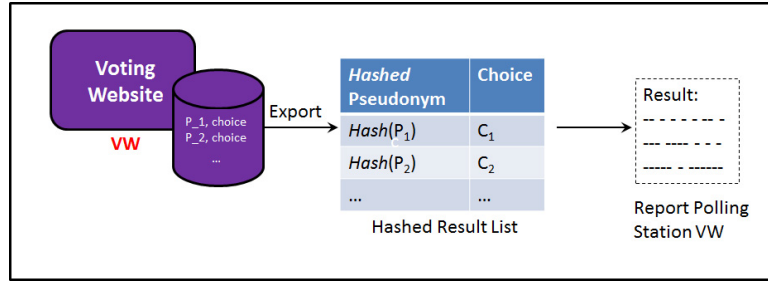 Voting
Website
VW
P_1, choice
P_2, choice
...
Export
Hashed
Pseudonym
Choice
Hash(P₁)
C₁
Hash(P₂)
C₂
...
...
Hashed Result List
Result:
-- - - - - -- -
--- ---- - - -
----- - ------
Report Polling
Station VW